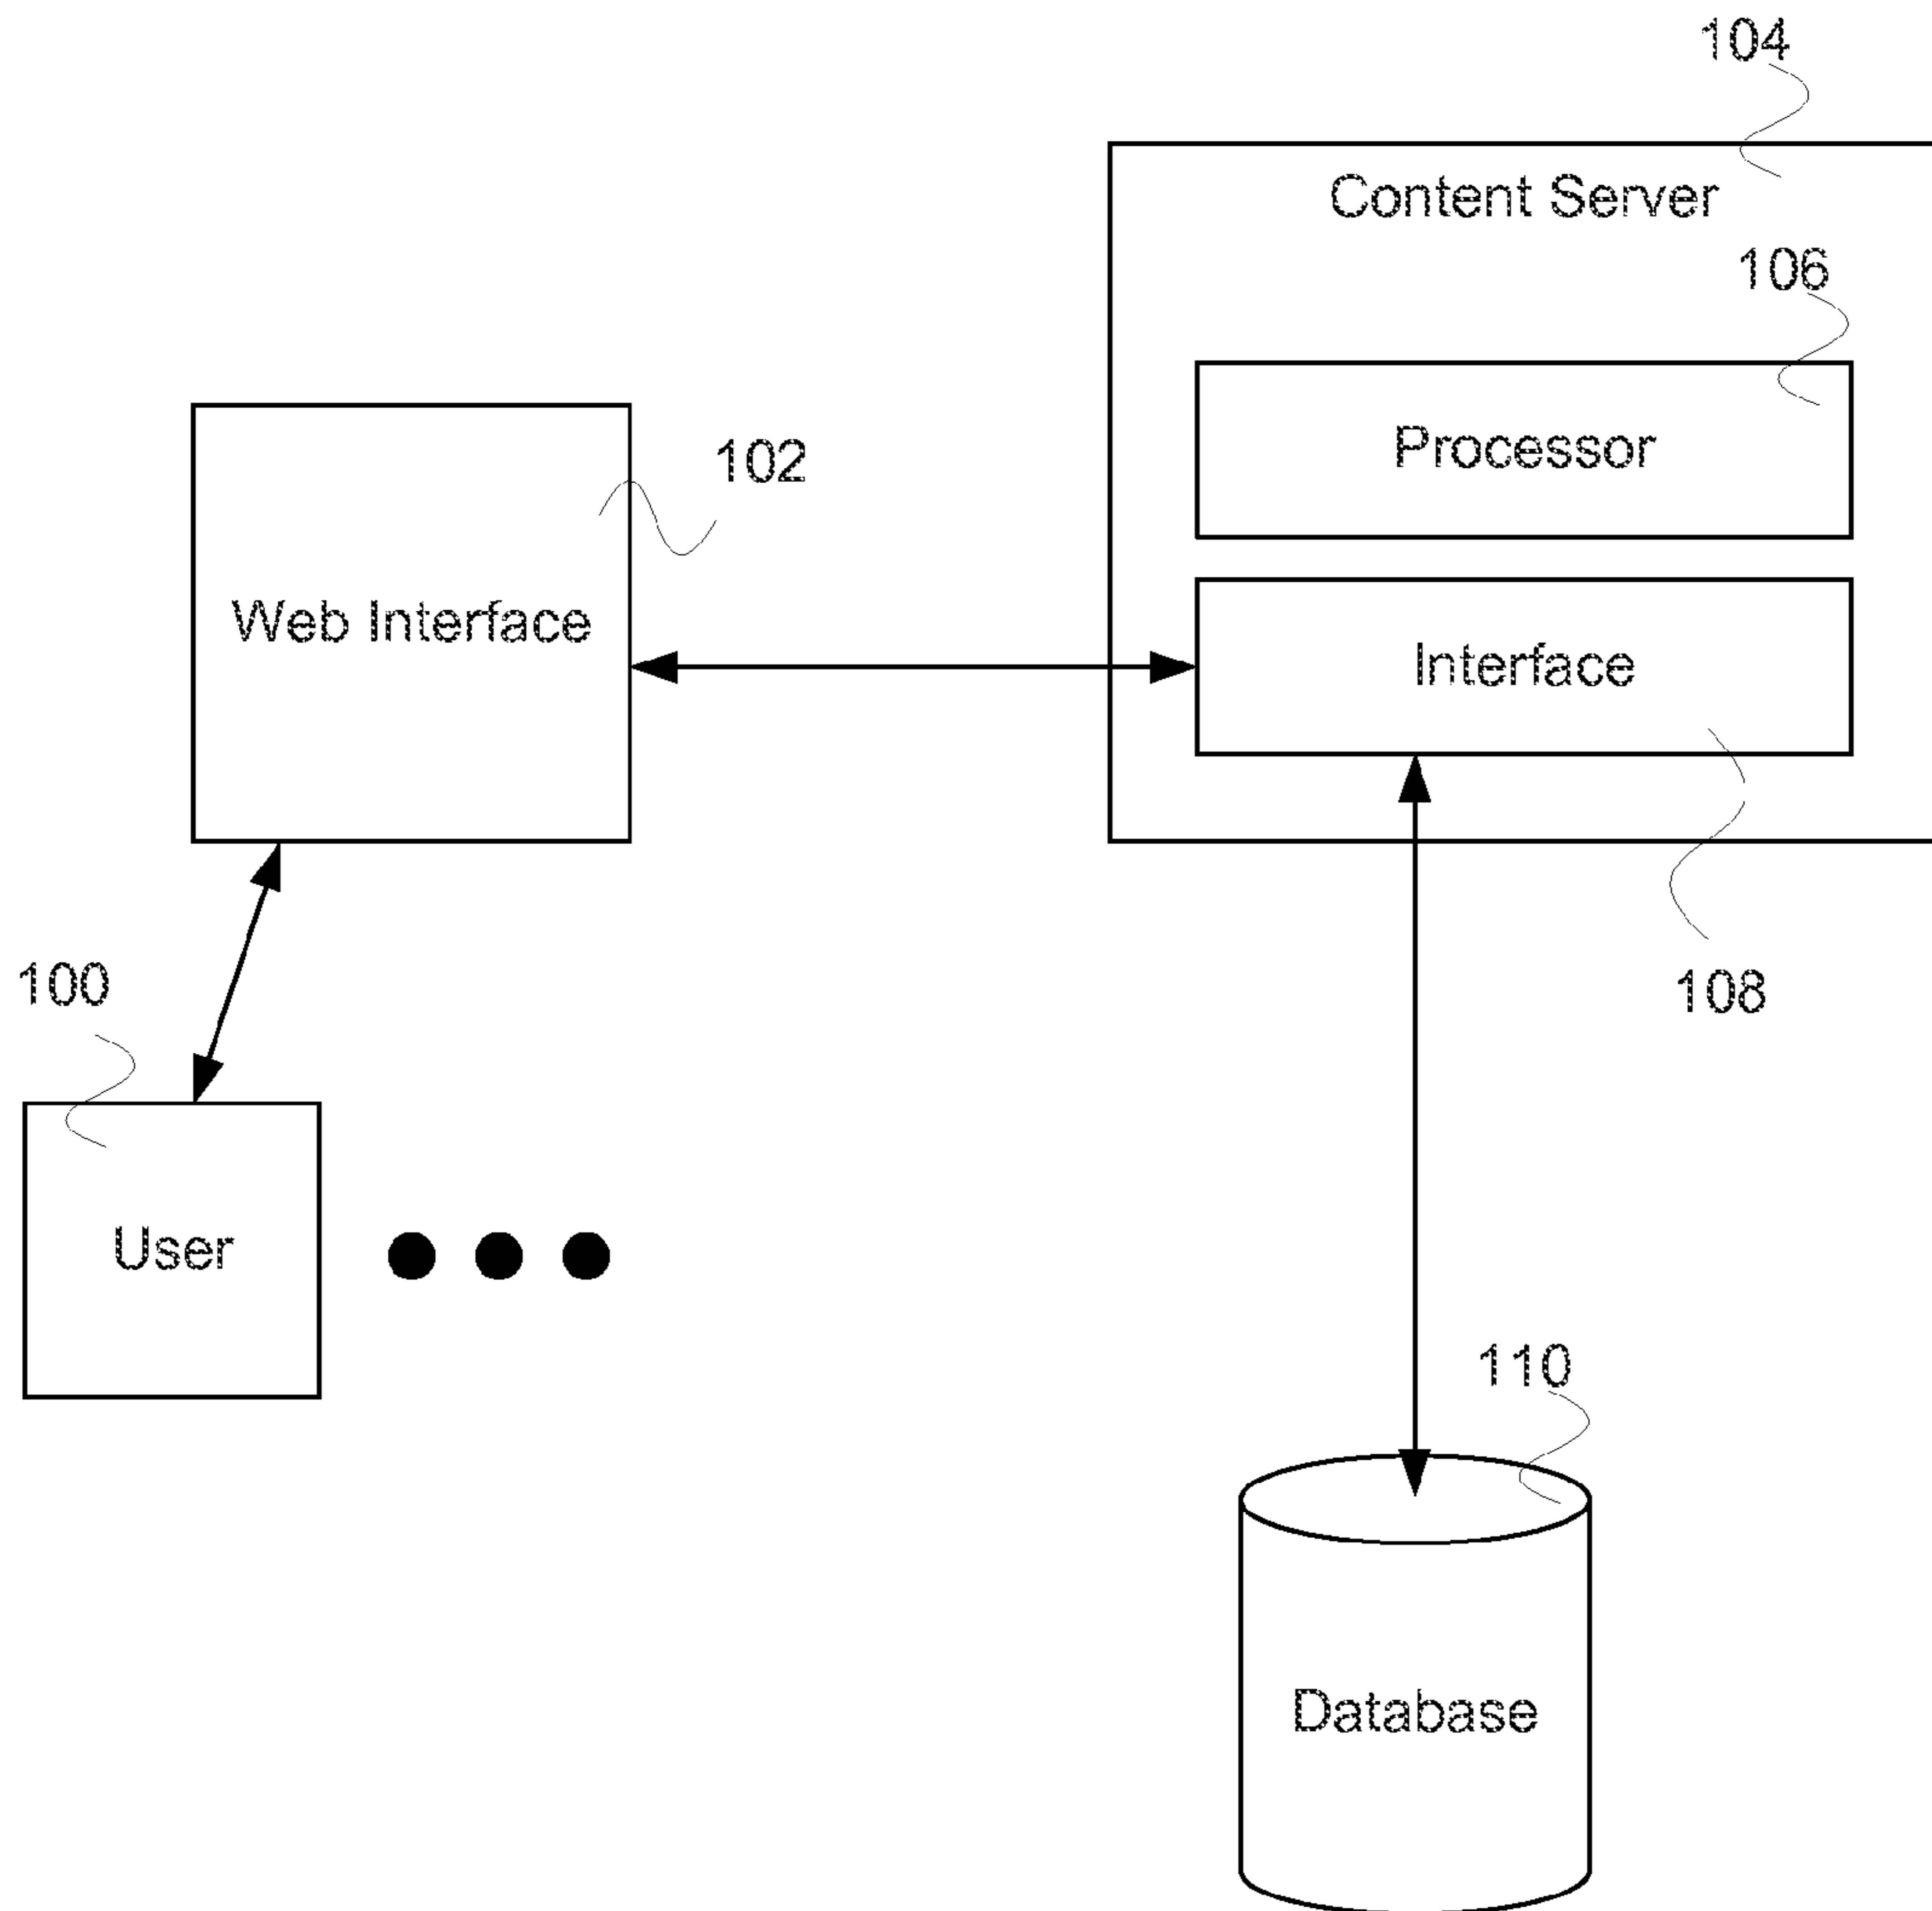 104
Content Server
106
Processor
102
Web Interface
Interface
100
108
User
110
Database